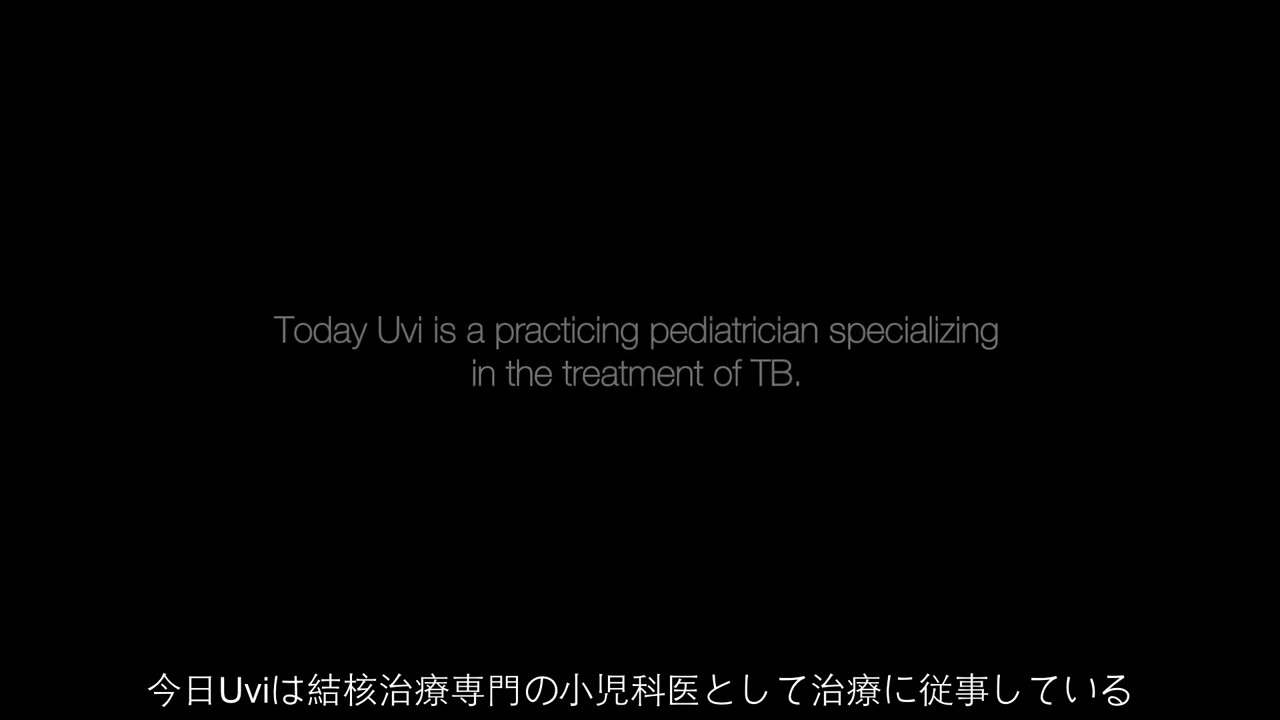 Today Uvi is a practicing pediatrician specializing
in the treatment of TB.
今日Uviは結核治療専門の小児科医として治療に従事している